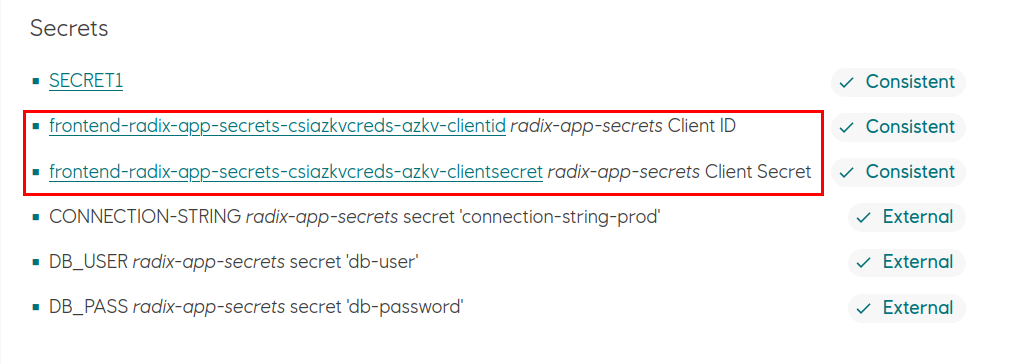 Secrets
SECRET1 Consistent
frontend-radix-app-secrets-csiazkvcreds-azkv-clientid radix-app-secrets Client ID Consistent
frontend-radix-app-secrets-csiazkvcreds-azkv-clientsecret radix-app-secrets Client Secret Consistent
CONNECTION-STRING radix-app-secrets secret 'connection-string-prod' External
DB_USER radix-app-secrets secret 'db-user' External
DB_PASS radix-app-secrets secret 'db-password' External